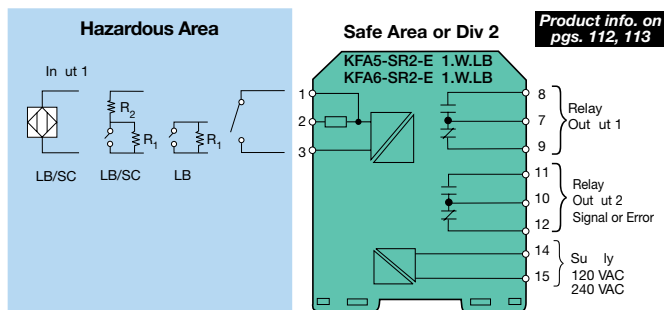 Hazardous Area
Safe Area or Div 2
Product info. on
pgs. 112, 113
KFA5-SR2-E 1.W.LB
KFA6-SR2-E 1.W.LB
In ut 1
R2
R1
R1
LB/SC
LB/SC
LB
1
2
3
8
7
9
Relay
Out ut 1
11
10
12
Relay
Out ut 2
Signal or Error
14
15
Su ly
120 VAC
240 VAC